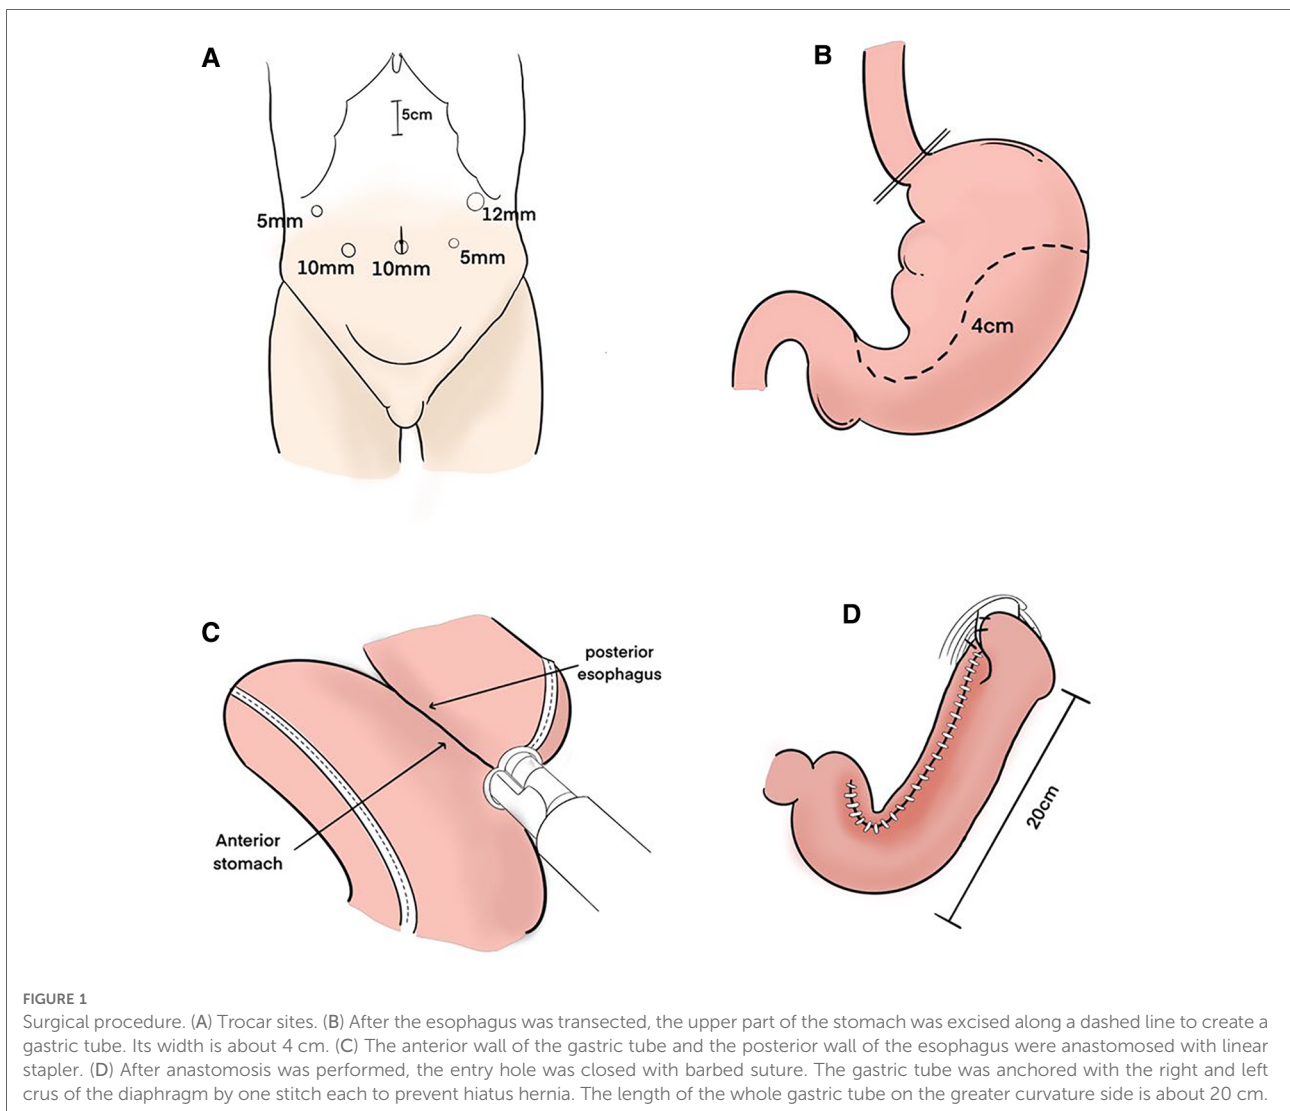 A
5cm
5mm
12mm
10mm
10mm
5mm
B
4cm
C
posterior
esophagus
Anterior
stomach
D
20cm
FIGURE 1
Surgical procedure. (A) Trocar sites. (B) After the esophagus was transected, the upper part of the stomach was excised along a dashed line to create a
gastric tube. Its width is about 4 cm. (C) The anterior wall of the gastric tube and the posterior wall of the esophagus were anastomosed with linear
stapler. (D) After anastomosis was performed, the entry hole was closed with barbed suture. The gastric tube was anchored with the right and left
crus of the diaphragm by one stitch each to prevent hiatus hernia. The length of the whole gastric tube on the greater curvature side is about 20 cm.